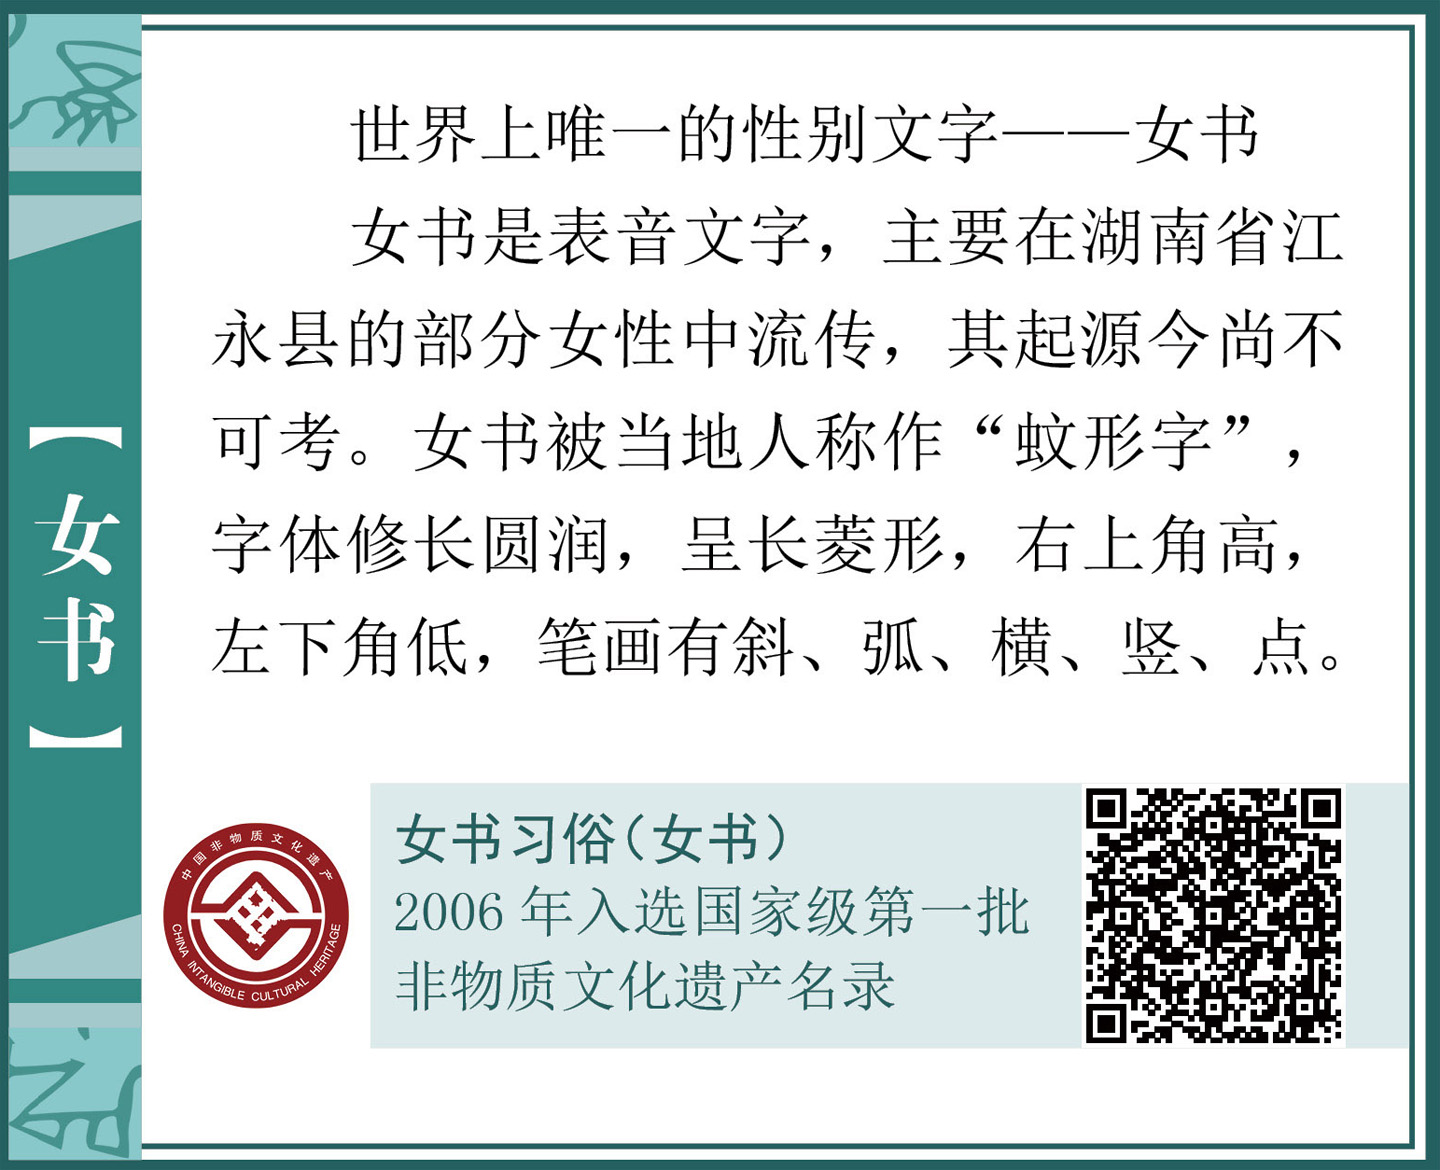 【女书】
世界上唯一的性别文字——女书
女书是表音文字，主要在湖南省江
永县的部分女性中流传，其起源今尚不
可考。女书被当地人称作“蚊形字”，
字体修长圆润，呈长菱形，右上角高，
左下角低，笔画有斜、弧、横、竖、点。
中国非物质文化遗产
CHINA INTANGIBLE CULTURAL HERITAGE
女书习俗（女书）
2006年入选国家级第一批
非物质文化遗产名录